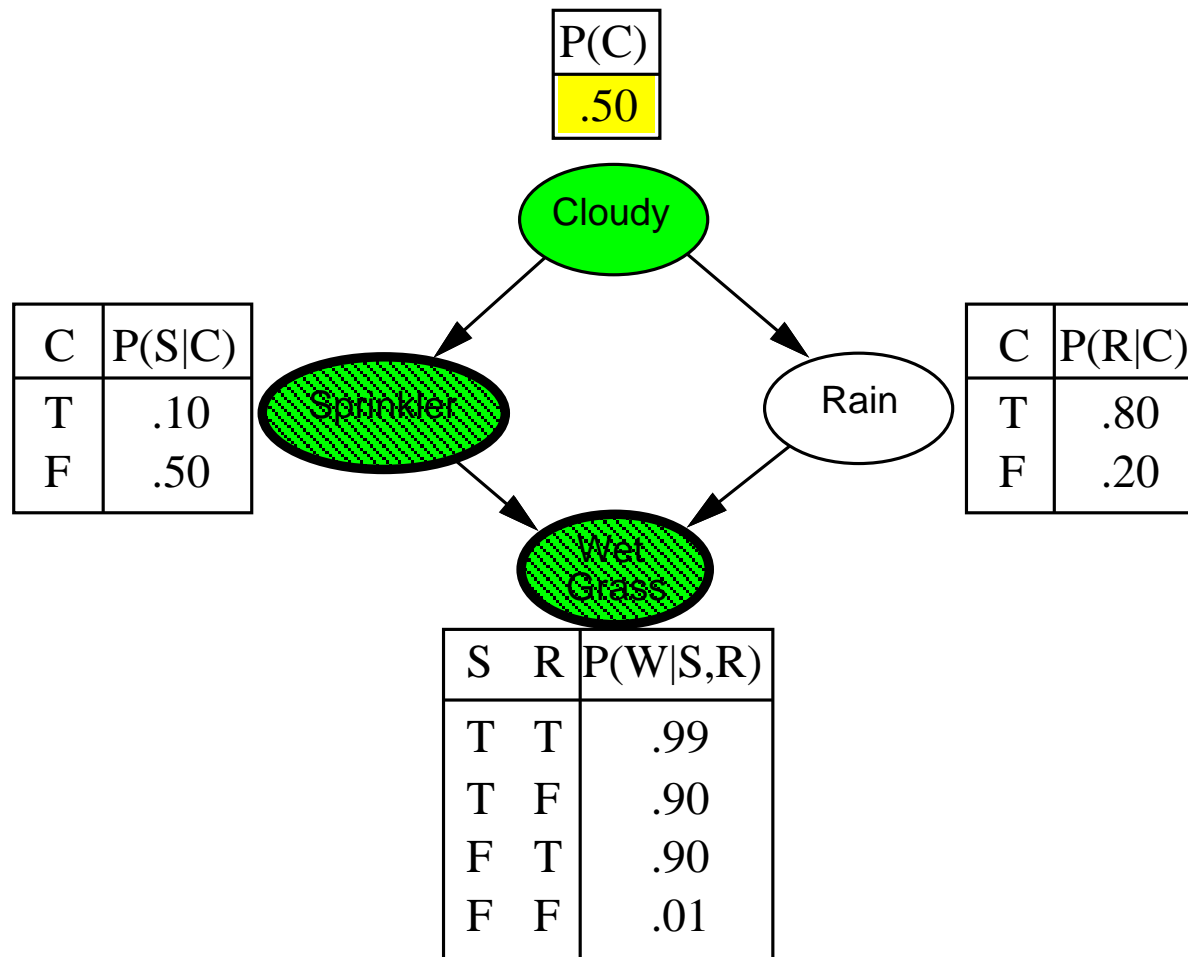 P(C)
.50
Cloudy
C P(S|C)
T .10
F .50
Sprinkler
Rain
C P(R|C)
T .80
F .20
Wet
Grass
S R P(W|S,R)
T T .99
T F .90
F T .90
F F .01